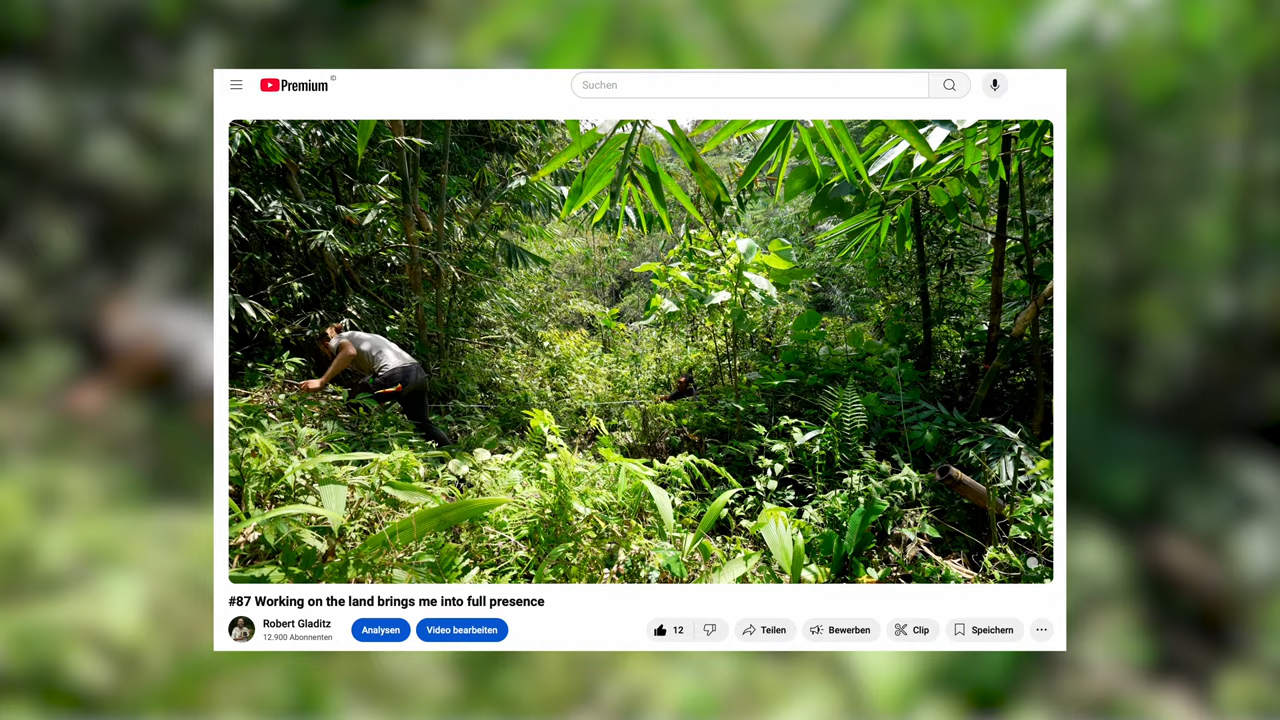 Premium ID
Suchen
#87 Working on the land brings me into full presence
Robert Gladitz
12.900 Abonnenten
Analysen
Video bearbeiten
12
Teilen
Bewerben
Clip
Speichern